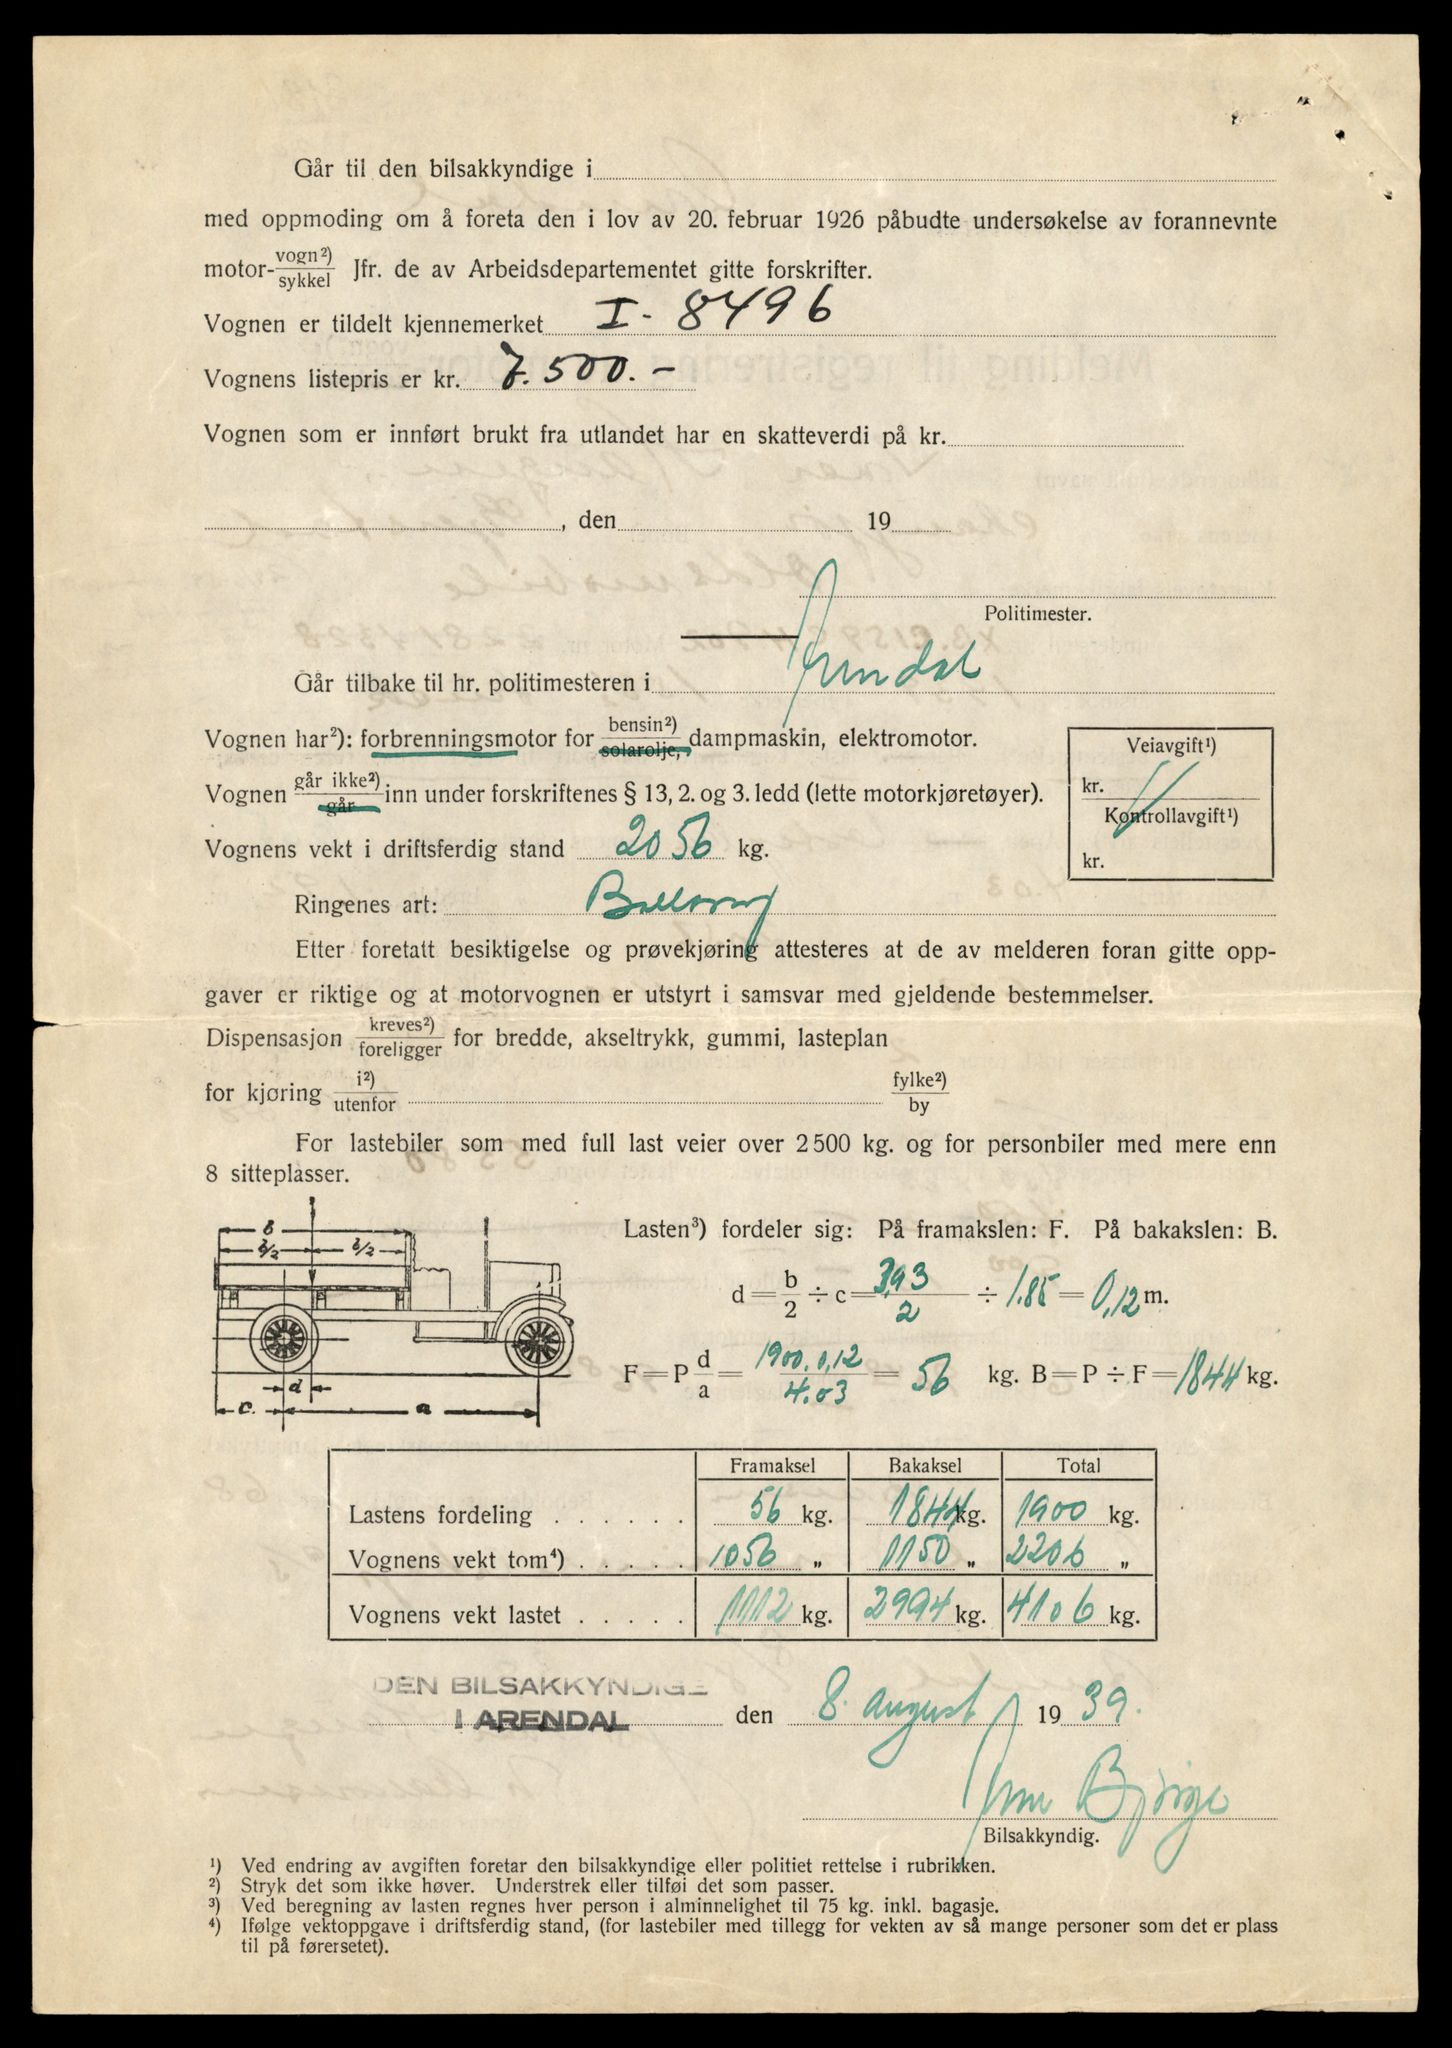 Går til den bilsakkyndige i
med oppmoding om å foreta den i lov av 20. februar 1926 påbudte undersøkelse av forannevnte
motor- vogn²)/sykkel Jfr. de av Arbeidsdepartementet gitte forskrifter.
Vognen er tildelt kjennemerket I- 8496
Vognens listepris er kr. 7.500.-
Vognen som er innført brukt fra utlandet har en skatteverdi på kr.
, den 19
Politimester.
Går tilbake til hr. politimesteren i Arendal
Vognen har²): forbrenningsmotor for bensin²)/solarolje, dampmaskin, elektromotor.
Vognen går ikke²)/går inn under forskriftenes § 13, 2. og 3. ledd (lette motorkjøretøyer).
Veiavgift¹)
kr.
Kontrollavgift¹)
kr.
Vognens vekt i driftsferdig stand 2056 kg.
Ringenes art: Ballong
Etter foretatt besiktigelse og prøvekjøring attesteres at de av melderen foran gitte opp-
gaver er riktige og at motorvognen er utstyrt i samsvar med gjeldende bestemmelser.
Dispensasjon kreves²)/foreligger for bredde, akseltrykk, gummi, lasteplan
for kjøring i²)/utenfor fylke²)/by
For lastebiler som med full last veier over 2500 kg. og for personbiler med mere enn
8 sitteplasser.
b
b/2 b/2
d
c. a
Lasten³) fordeler sig: På framakslen: F. På bakakslen: B.
d = b/2 ÷ c = 3,93/2 ÷ 1.85 = 0,12 m.
F = P d/a = 1900.0,12/4.03 = 56 kg. B = P ÷ F = 1844 kg.
Framaksel Bakaksel Total
Lastens fordeling . . . . . . 56 kg. 1844 kg. 1900 kg.
Vognens vekt tom⁴) . . . . . 1056 „ 1150 „ 2206 „
Vognens vekt lastet . . . . . 1112 kg. 2994 kg. 4106 kg.
DEN BILSAKKYNDIGE
I ARENDAL den 8. august 1939.
Bjørge
Bilsakkyndig.
¹) Ved endring av avgiften foretar den bilsakkyndige eller politiet rettelse i rubrikken.
²) Stryk det som ikke høver. Understrek eller tilføi det som passer.
³) Ved beregning av lasten regnes hver person i alminnelighet til 75 kg. inkl. bagasje.
⁴) Ifølge vektoppgave i driftsferdig stand, (for lastebiler med tillegg for vekten av så mange personer som det er plass
til på førersetet).